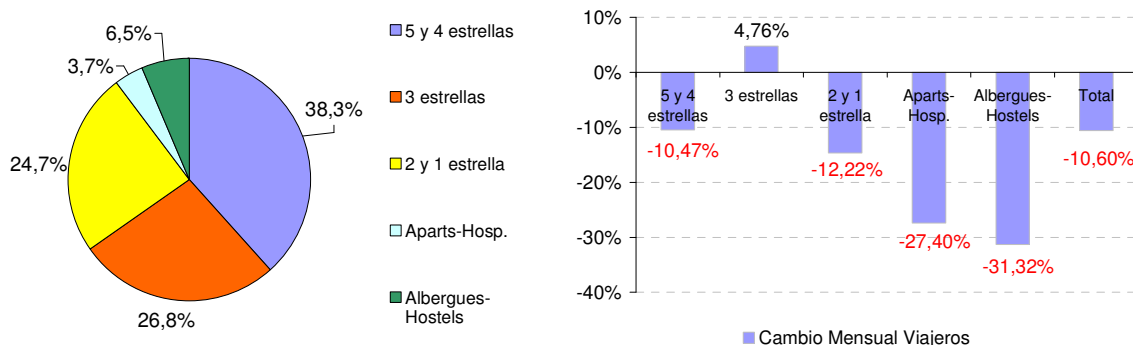 6,5%
3,7%
38,3%
24,7%
26,8%
5 y 4 estrellas
3 estrellas
2 y 1 estrella
Aparts-Hosp.
Albergues-
Hostels
10%
0%
-10%
-20%
-30%
-40%
4,76%
5 y 4
estrellas
3 estrellas
2 y 1
estrella
Aparts-
Hosp.
Albergues-
Hostels
Total
-10,47%
-12,22%
-27,40%
-31,32%
-10,60%
Cambio Mensual Viajeros